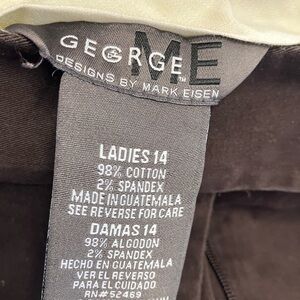 GEORGE ME
DESIGNS BY MARK EISEN
LADIES 14
98% COTTON
2% SPANDEX
MADE IN GUATEMALA
SEE REVERSE FOR CARE
DAMAS 14
98% ALGODON
2% SPANDEX
HECHO EN GUATEMALA
VER EL REVERSO
PARA EL CUIDADO
RN#52469